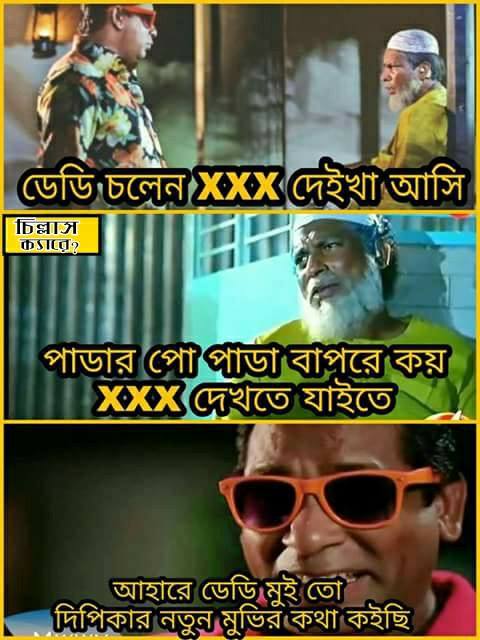 ডেডি চলেন XXX দেইখা আসি
চিল্লাস
ক্যারে?
পাডার পো পাডা বাপরে কয়
XXX দেখতে যাইতে
আহারে ডেডি মুই তো
দিপিকার নতুন মুভির কথা কইছি